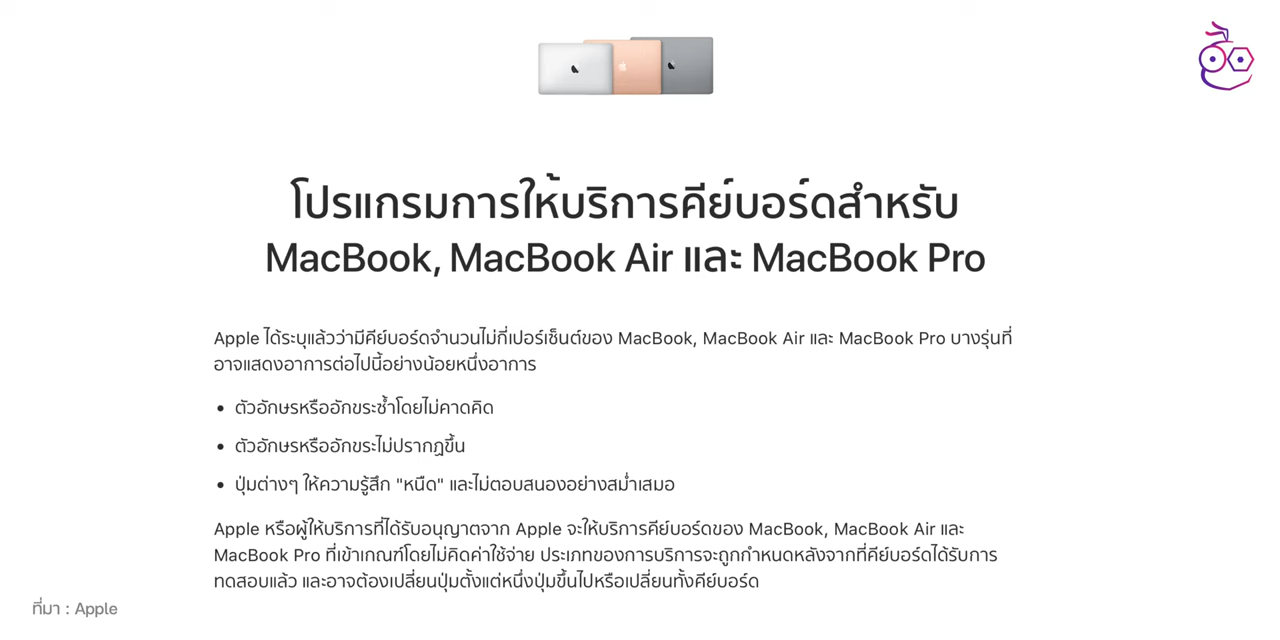 โปรแกรมการให้บริการคีย์บอร์ดสำหรับ
MacBook, MacBook Air และ MacBook Pro
Apple ได้ระบุแล้วว่ามีคีย์บอร์ดจำนวนไม่กี่เปอร์เซ็นต์ของ MacBook, MacBook Air และ MacBook Pro บางรุ่นที่
อาจแสดงอาการต่อไปนี้อย่างน้อยหนึ่งอาการ
• ตัวอักษรหรืออักขระซ้ำโดยไม่คาดคิด
• ตัวอักษรหรืออักขระไม่ปรากฏขึ้น
• ปุ่มต่างๆ ให้ความรู้สึก "หนืด" และไม่ตอบสนองอย่างสม่ำเสมอ
Apple หรือผู้ให้บริการที่ได้รับอนุญาตจาก Apple จะให้บริการคีย์บอร์ดของ MacBook, MacBook Air และ
MacBook Pro ที่เข้าเกณฑ์โดยไม่คิดค่าใช้จ่าย ประเภทของการบริการจะถูกกำหนดหลังจากที่คีย์บอร์ดได้รับการ
ทดสอบแล้ว และอาจต้องเปลี่ยนปุ่มตั้งแต่หนึ่งปุ่มขึ้นไปหรือเปลี่ยนทั้งคีย์บอร์ด
ที่มา : Apple